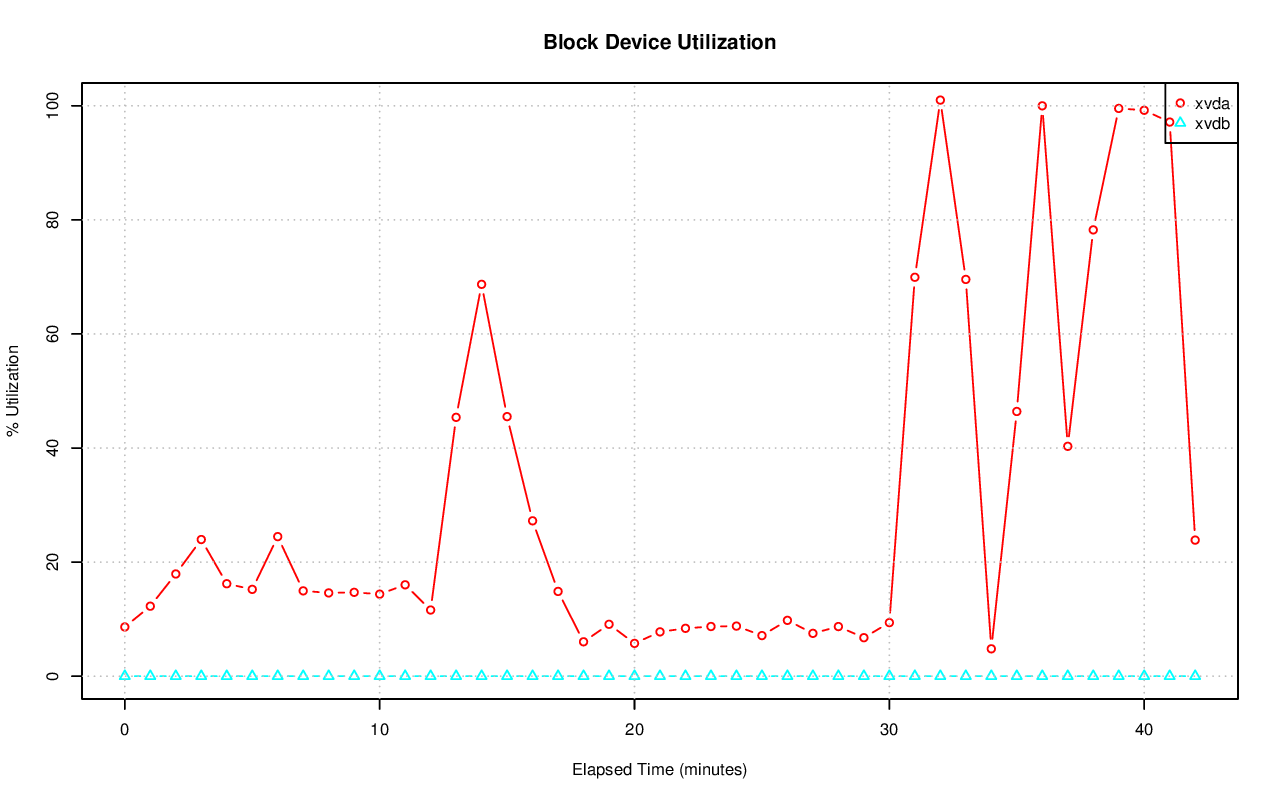 Block Device Utilization
xvda
xvdb
100
80
60
40
20
0
% Utilization
0 10 20 30 40
Elapsed Time (minutes)